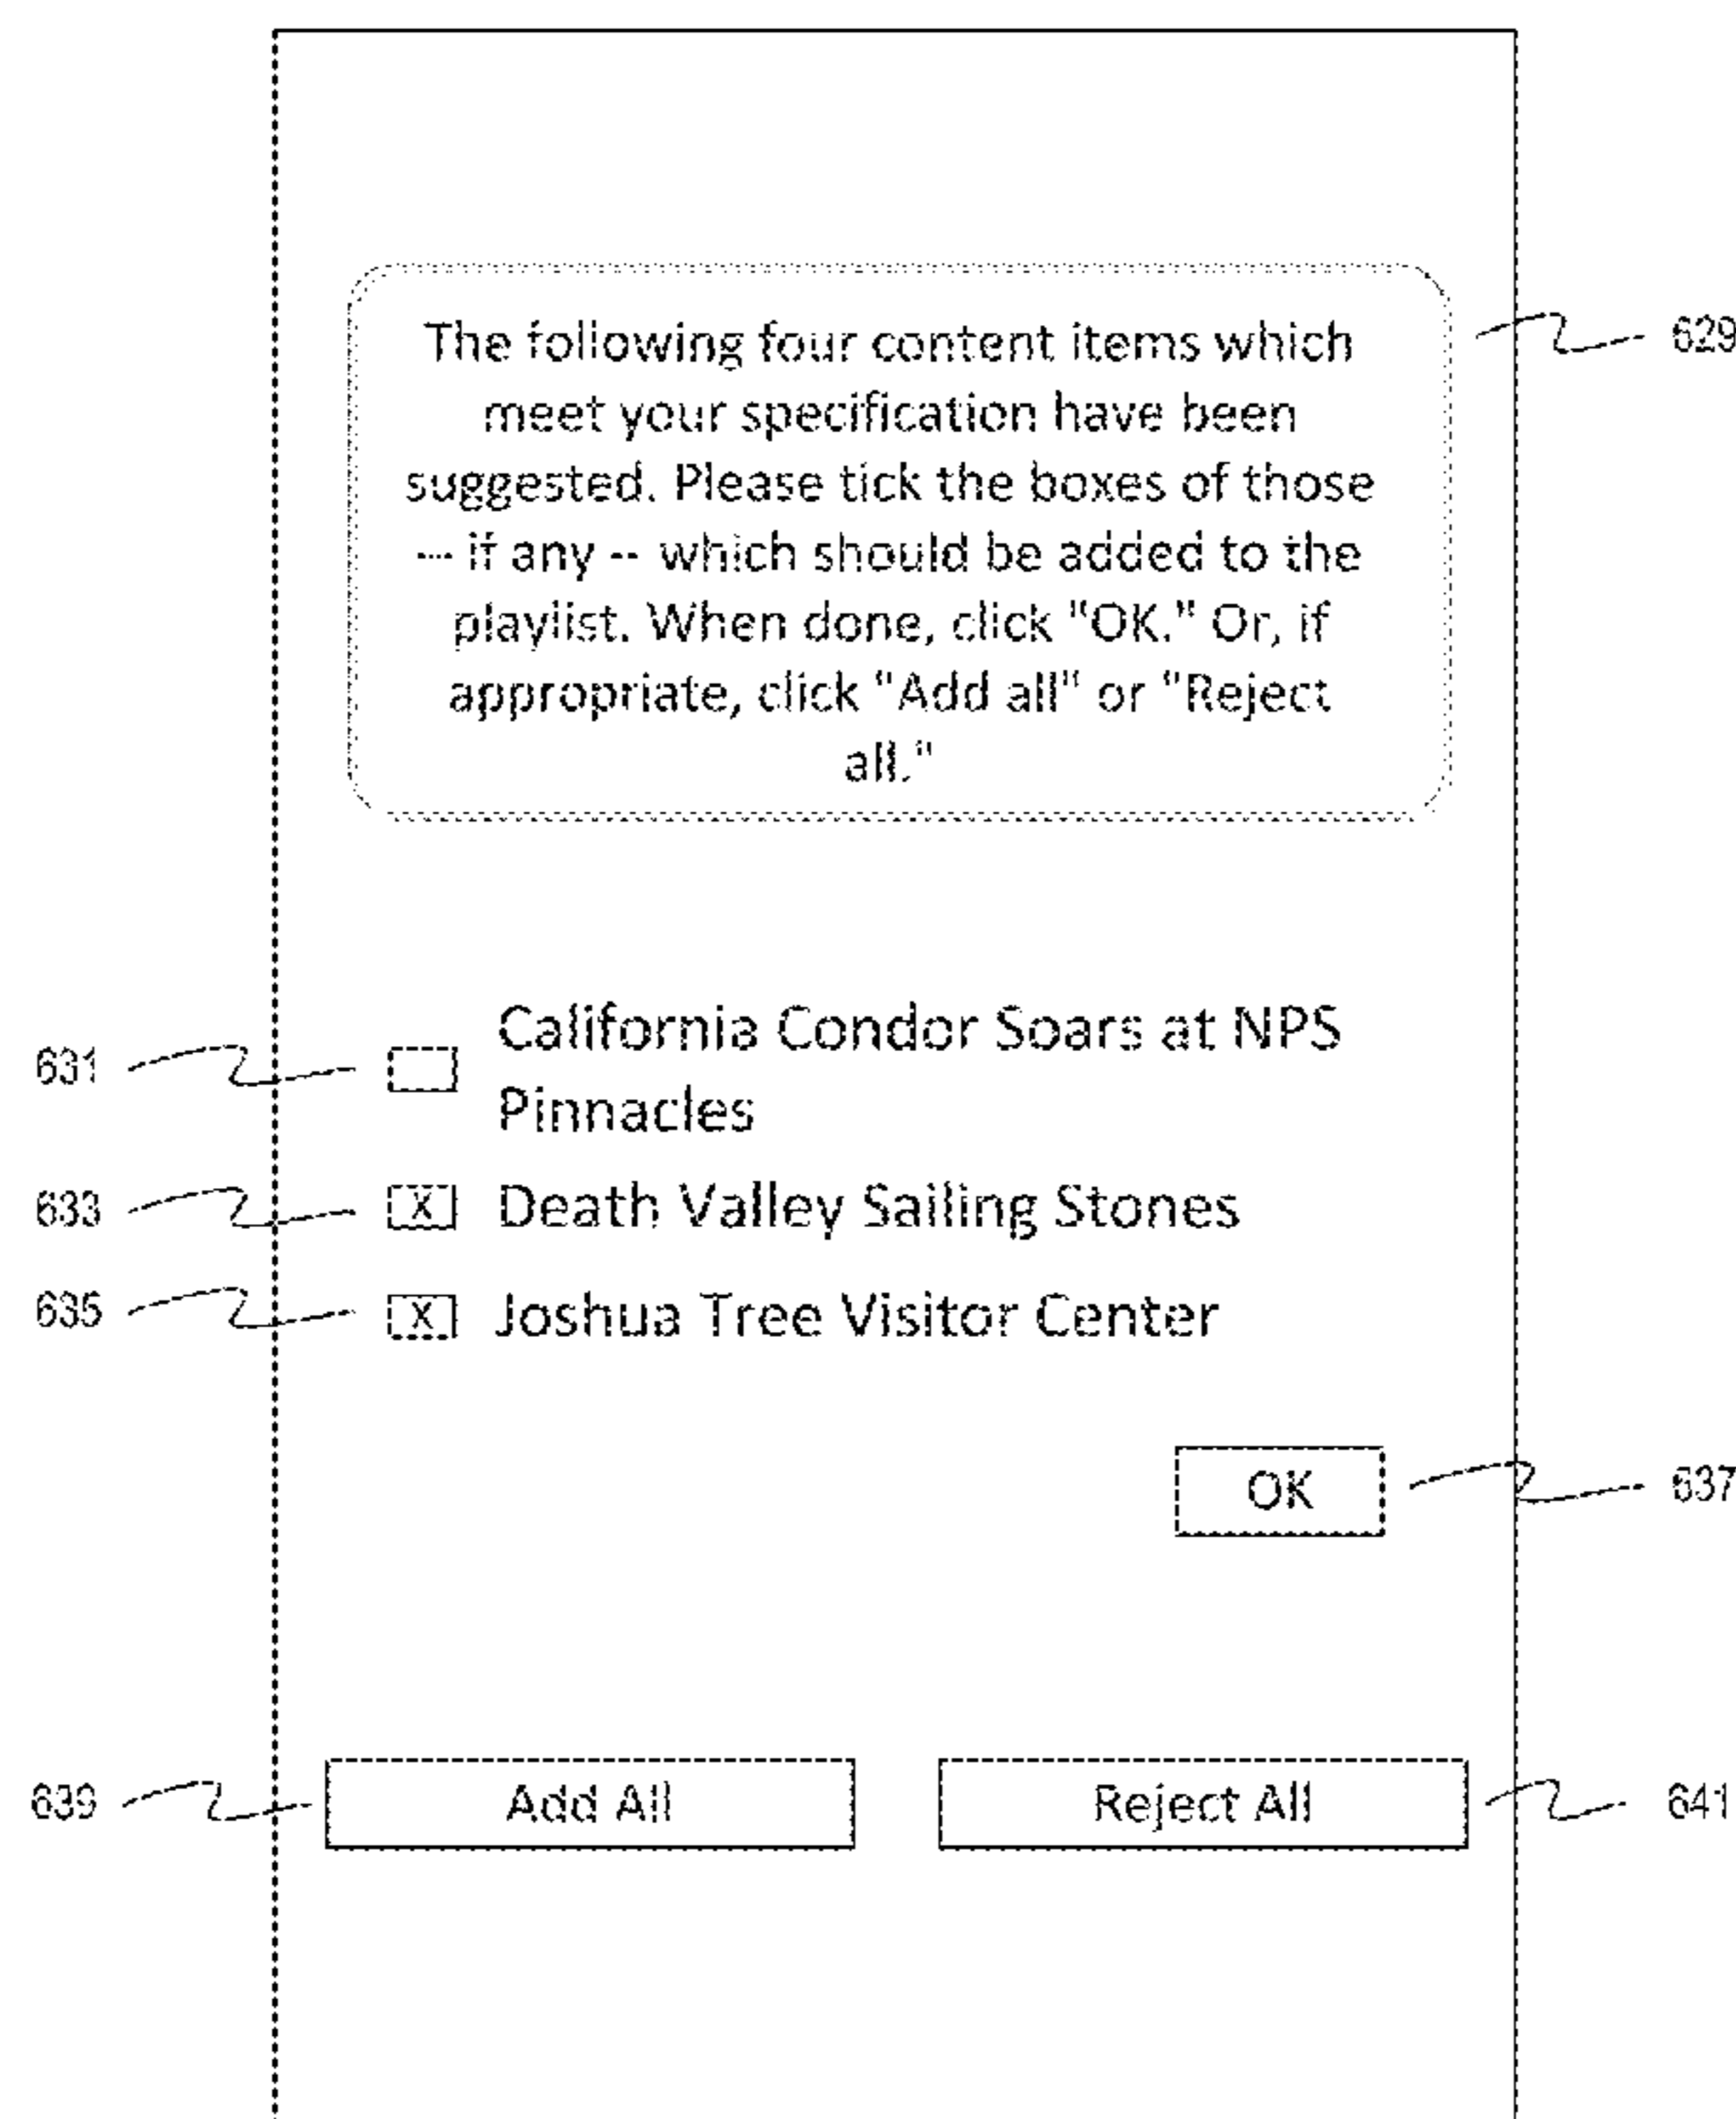 The following four content items which
meet your specification have been
suggested. Please tick the boxes of those
-- if any -- which should be added to the
playlist. When done, click "OK." Or, if
appropriate, click "Add all" or "Reject
all."
629
California Condor Soars at NPS
Pinnacles
631
633 X Death Valley Sailing Stones
635 X Joshua Tree Visitor Center
OK 637
639 Add All Reject All 641